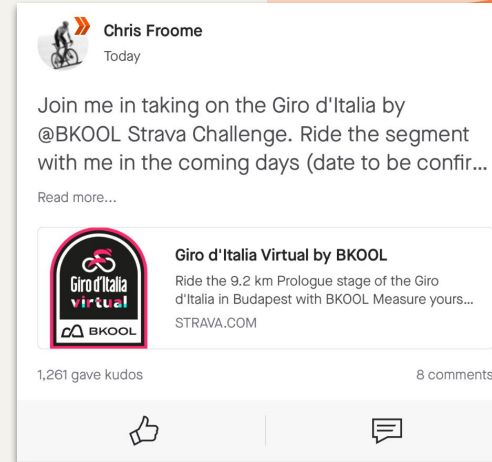 Chris Froome
Today
Join me in taking on the Giro d'Italia by
@BKOOL Strava Challenge. Ride the segment
with me in the coming days (date to be confir...
Read more...
Giro d'Italia
virtual
BKOOL
Giro d'Italia Virtual by BKOOL
Ride the 9.2 km Prologue stage of the Giro
d'Italia in Budapest with BKOOL Measure yours...
STRAVA.COM
1,261 gave kudos
8 comments